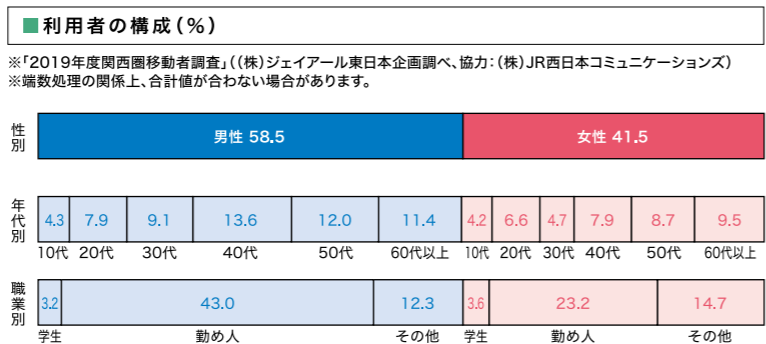 ■利用者の構成(%)
※「2019年度関西圏移動者調査」((株)ジェイアール東日本企画調べ、協力:(株)JR西日本コミュニケーションズ)
※端数処理の関係上、合計値が合わない場合があります。
性別 男性 58.5 女性 41.5
年代別 4.3 7.9 9.1 13.6 12.0 11.4 4.2 6.6 4.7 7.9 8.7 9.5
10代 20代 30代 40代 50代 60代以上 10代 20代 30代 40代 50代 60代以上
職業別 3.2 43.0 12.3 3.6 23.2 14.7
学生 勤め人 その他 学生 勤め人 その他